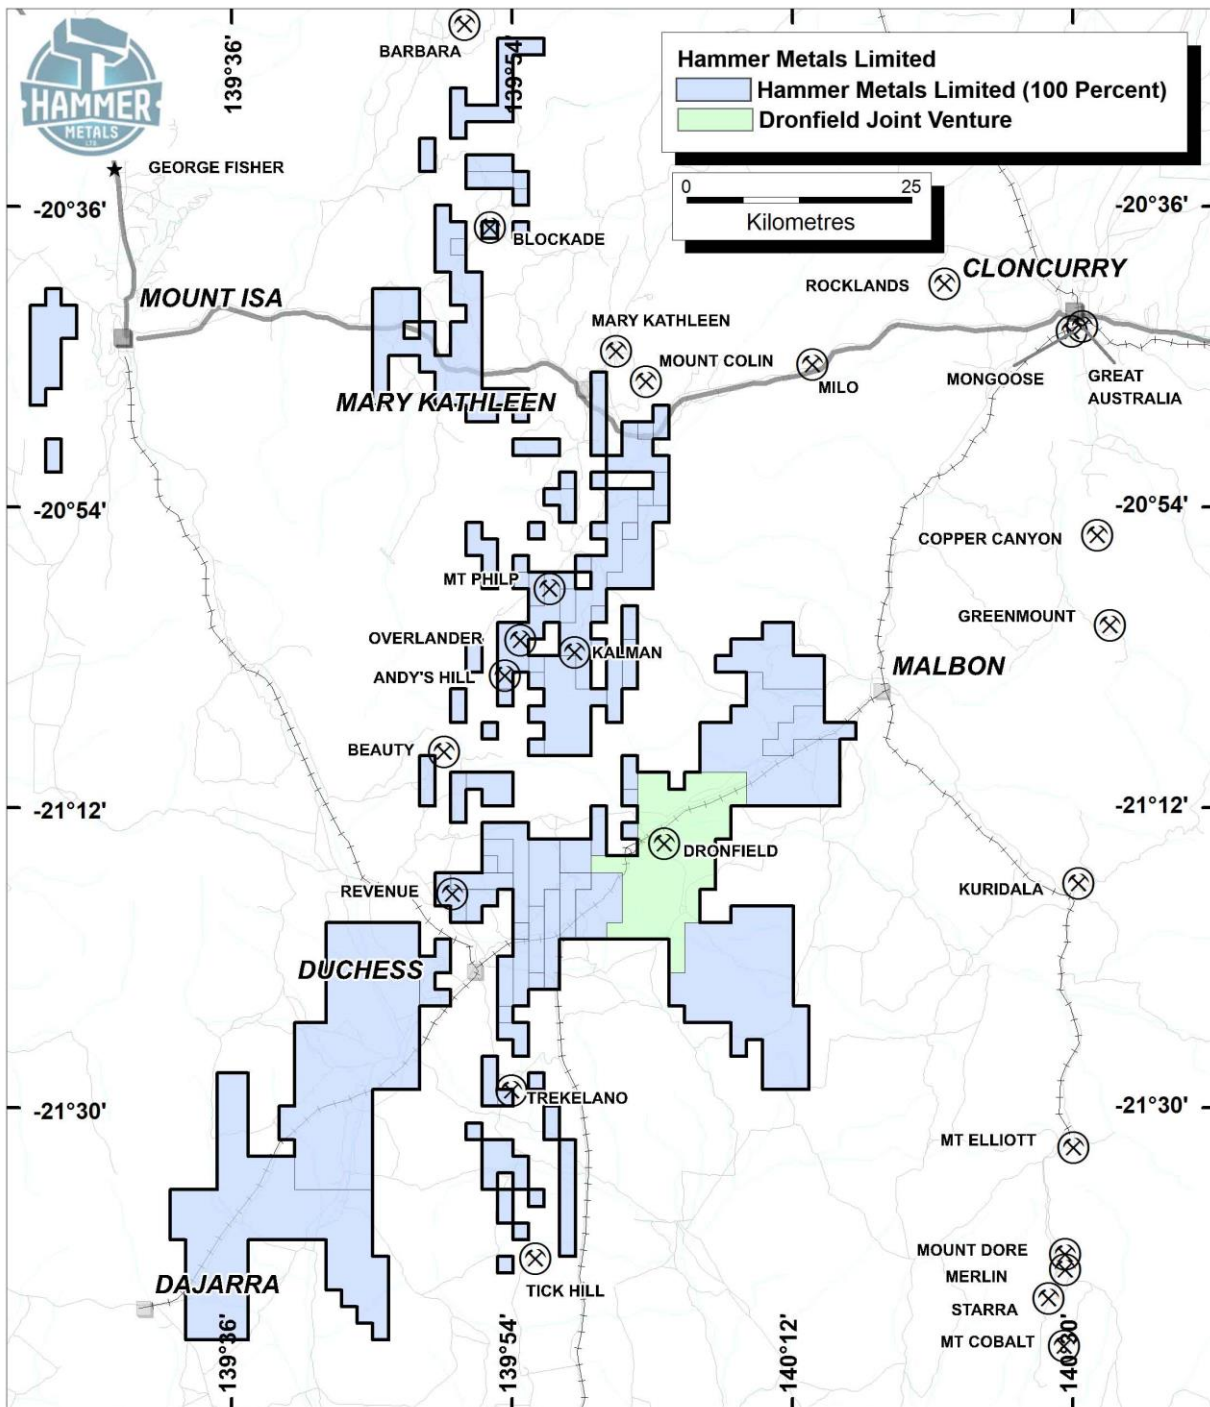 BARBARA
139°36'
139°54'
Hammer Metals Limited
Hammer Metals Limited (100 Percent)
Dronfield Joint Venture
HAMMER
METALS
LTD.
GEORGE FISHER
0 25
Kilometres
-20°36'
-20°36'
BLOCKADE
MOUNT ISA
ROCKLANDS
CLONCURRY
MARY KATHLEEN
MOUNT COLIN
MILO
MONGOOSE
GREAT
AUSTRALIA
MARY KATHLEEN
-20°54'
-20°54'
COPPER CANYON
MT PHILP
GREENMOUNT
OVERLANDER
KALMAN
ANDY'S HILL
MALBON
BEAUTY
-21°12'
-21°12'
DRONFIELD
REVENUE
KURIDALA
DUCHESS
TREKELANO
-21°30'
-21°30'
MT ELLIOTT
MOUNT DORE
MERLIN
TICK HILL
DAJARRA
STARRA
MT COBALT
139°36'
139°54'
140°12'
140°30'